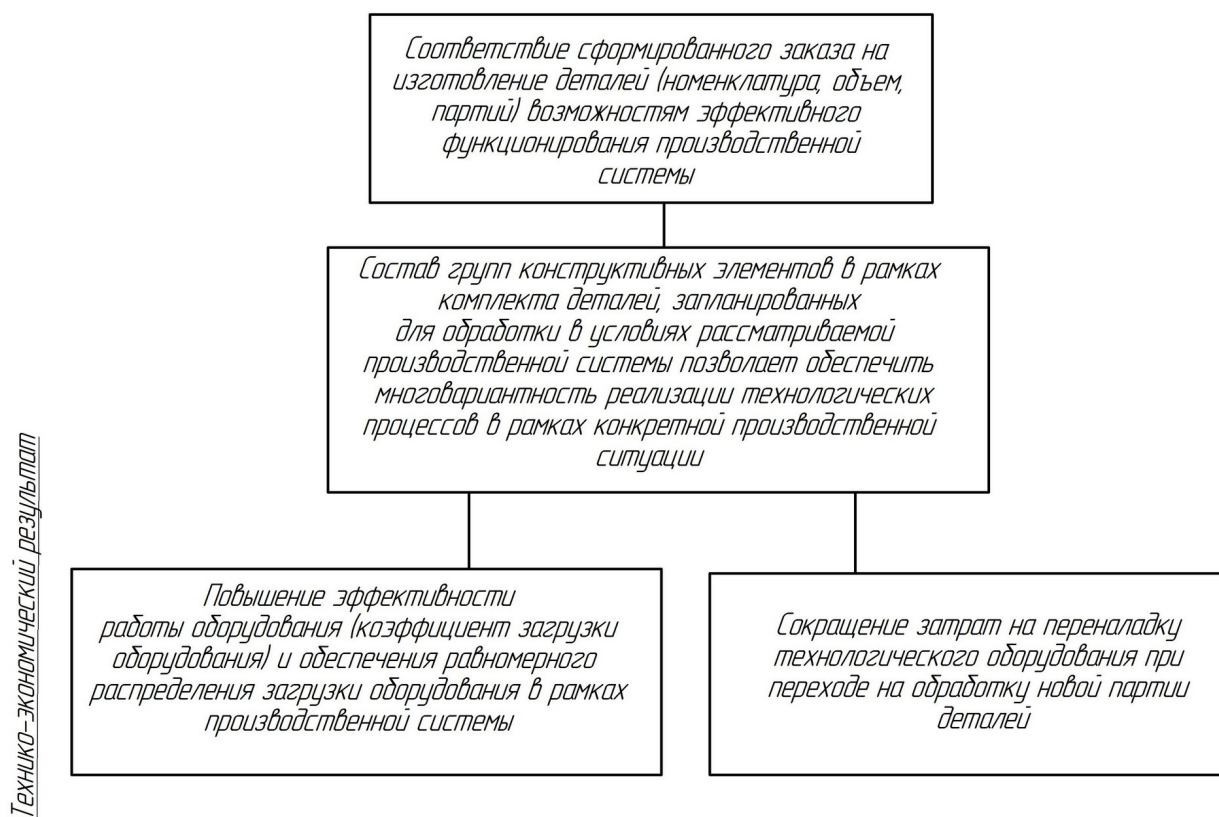 Соответствие сформированного заказа на
изготовление деталей (номенклатура, объем,
партий) возможностям эффективного
функционирования производственной
системы
Состав групп конструктивных элементов в рамках
комплекта деталей, запланированных
для обработки в условиях рассматриваемой
производственной системы позволает обеспечить
многовариантность реализации технологических
процессов в рамках конкретной производственной
ситуации
Технико-экономический результат
Повышение эффективности
работы оборудования (коэффициент загрузки
оборудования) и обеспечения равномерного
распределения загрузки оборудования в рамках
производственной системы
Сокращение затрат на переналадку
технологического оборудования при
переходе на обработку новой партии
деталей